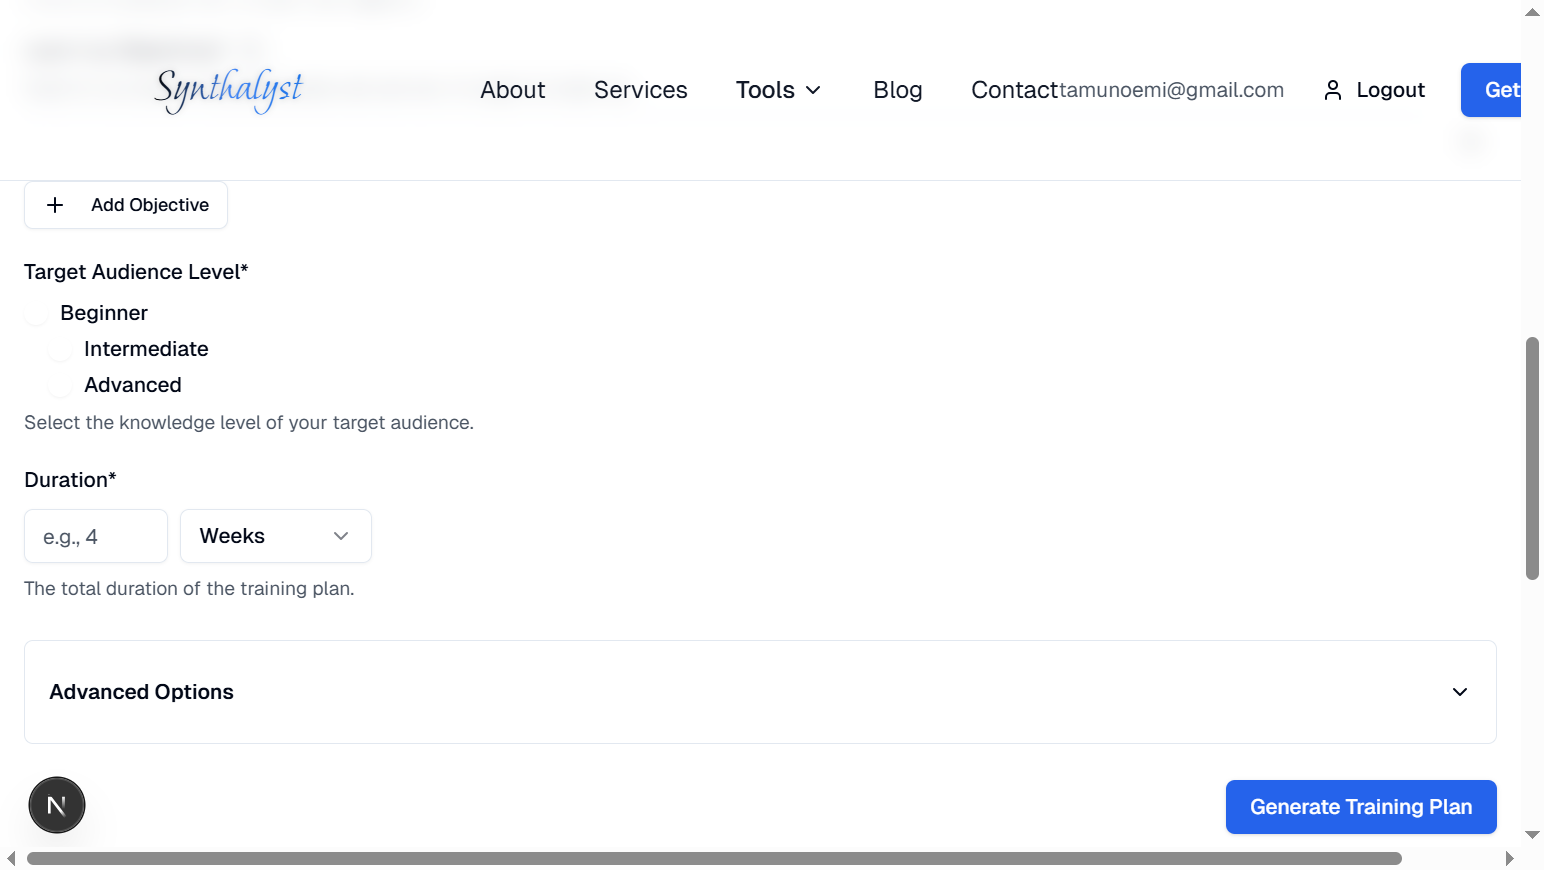 Synthalyst
About Services Tools Blog Contact tamunoemi@gmail.com Logout Get
Add Objective
Target Audience Level*
Beginner
Intermediate
Advanced
Select the knowledge level of your target audience.
Duration*
e.g., 4 Weeks
The total duration of the training plan.
Advanced Options
N
Generate Training Plan